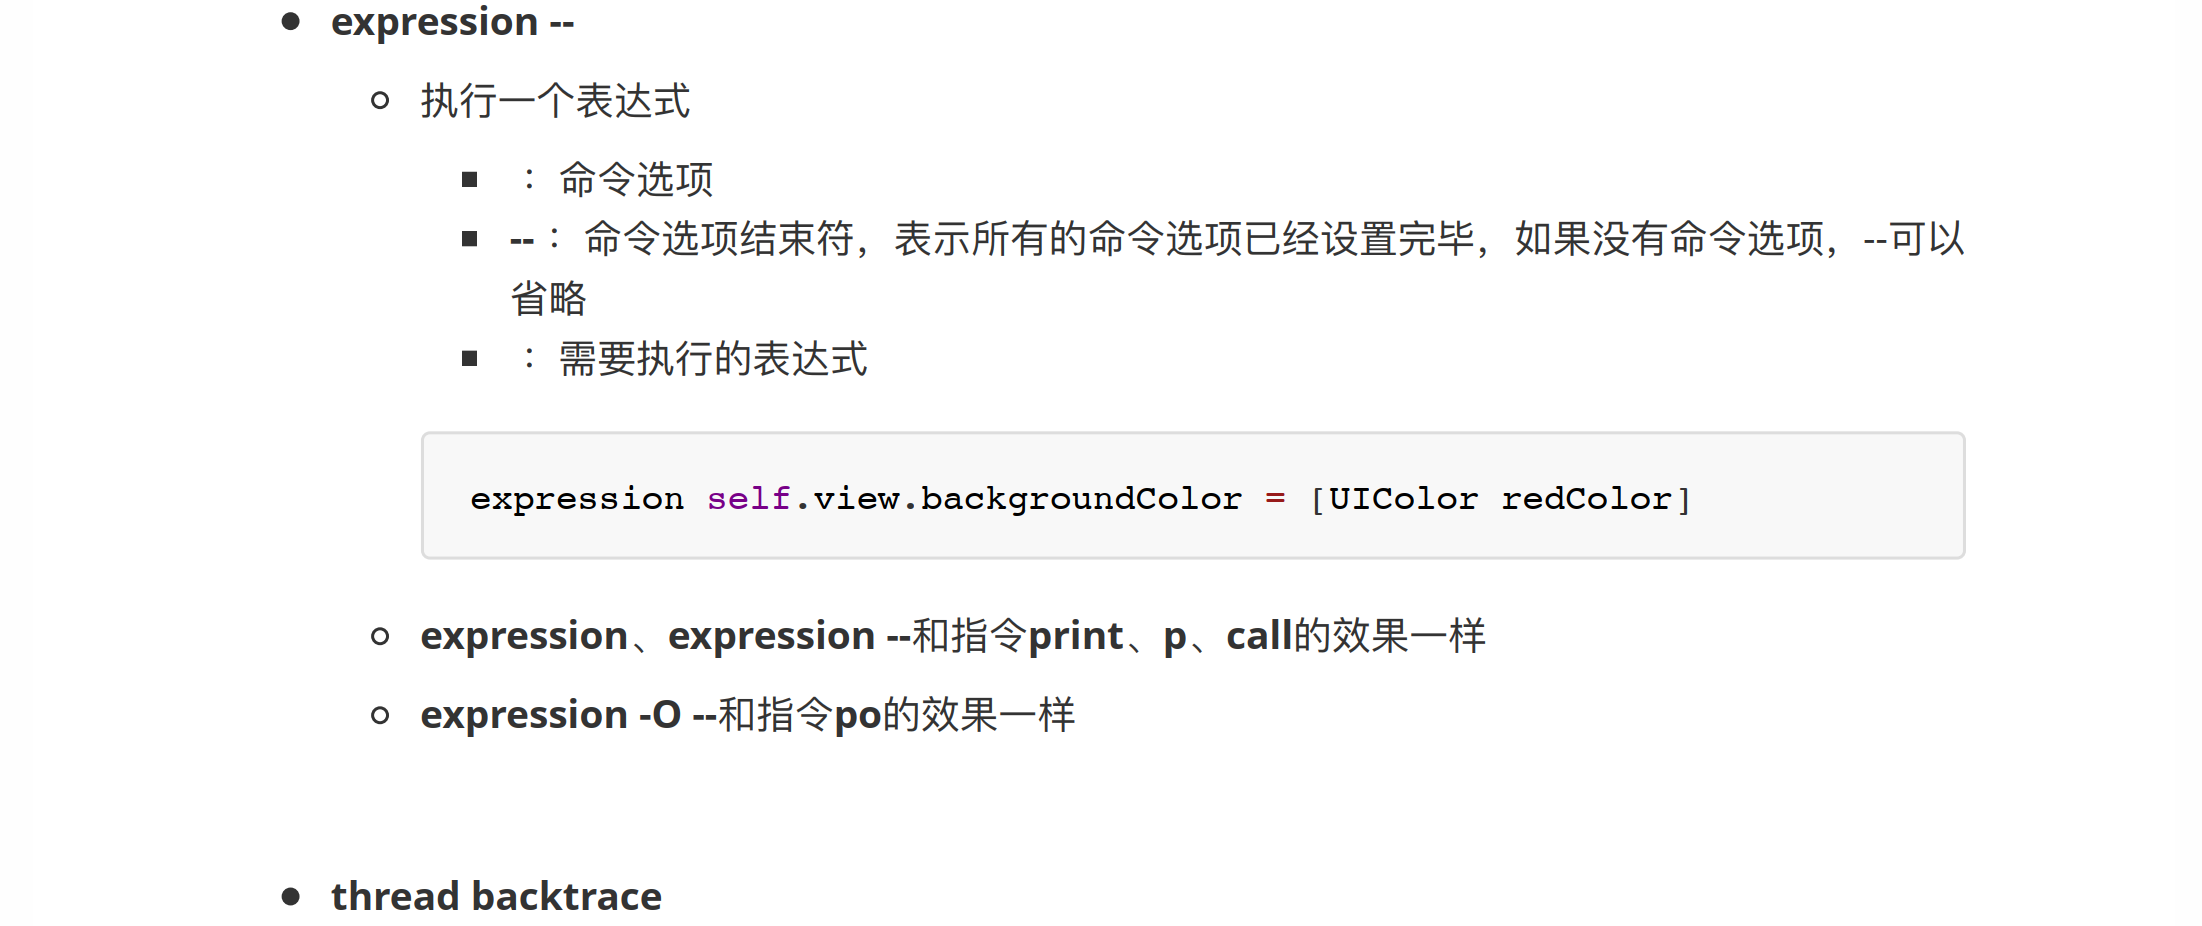 expression --
执行一个表达式
：命令选项
--：命令选项结束符，表示所有的命令选项已经设置完毕，如果没有命令选项，--可以
省略
：需要执行的表达式
expression self.view.backgroundColor = [UIColor redColor]
expression、expression --和指令print、p、call的效果一样
expression -O --和指令po的效果一样
thread backtrace